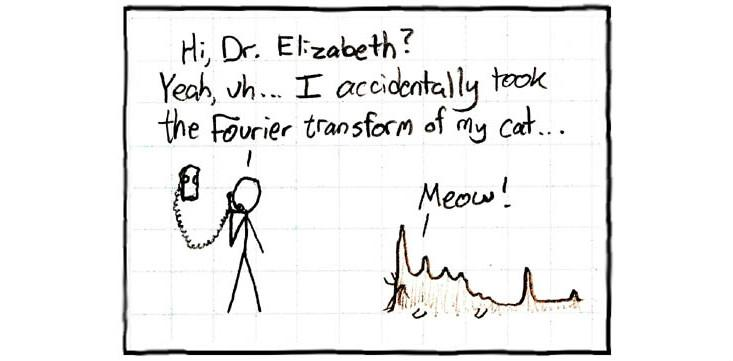 Hi, Dr. Elizabeth?
Yeah, uh... I accidentally took
the Fourier transform of my cat...
Meow!